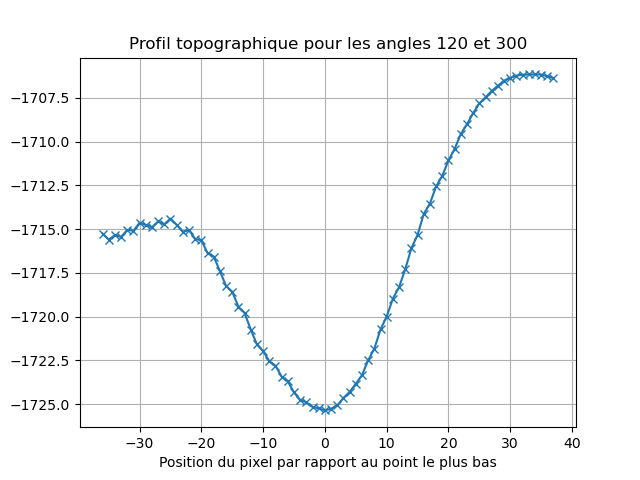 Profil topographique pour les angles 120 et 300
−1707.5
−1710.0
−1712.5
−1715.0
−1717.5
−1720.0
−1722.5
−1725.0
−30 −20 −10 0 10 20 30 40
Position du pixel par rapport au point le plus bas